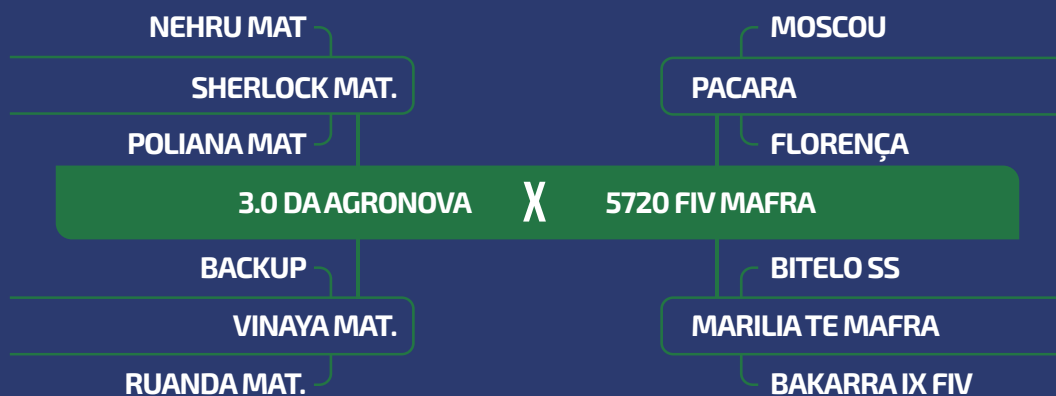 NEHRU MAT
MOSCOU
SHERLOCK MAT.
PACARA
POLIANA MAT
FLORENÇA
3.0 DA AGRONOVA X 5720 FIV MAFRA
BACKUP
BITELO SS
VINAYA MAT.
MARILIA TE MAFRA
RUANDA MAT.
BAKARRA IX FIV